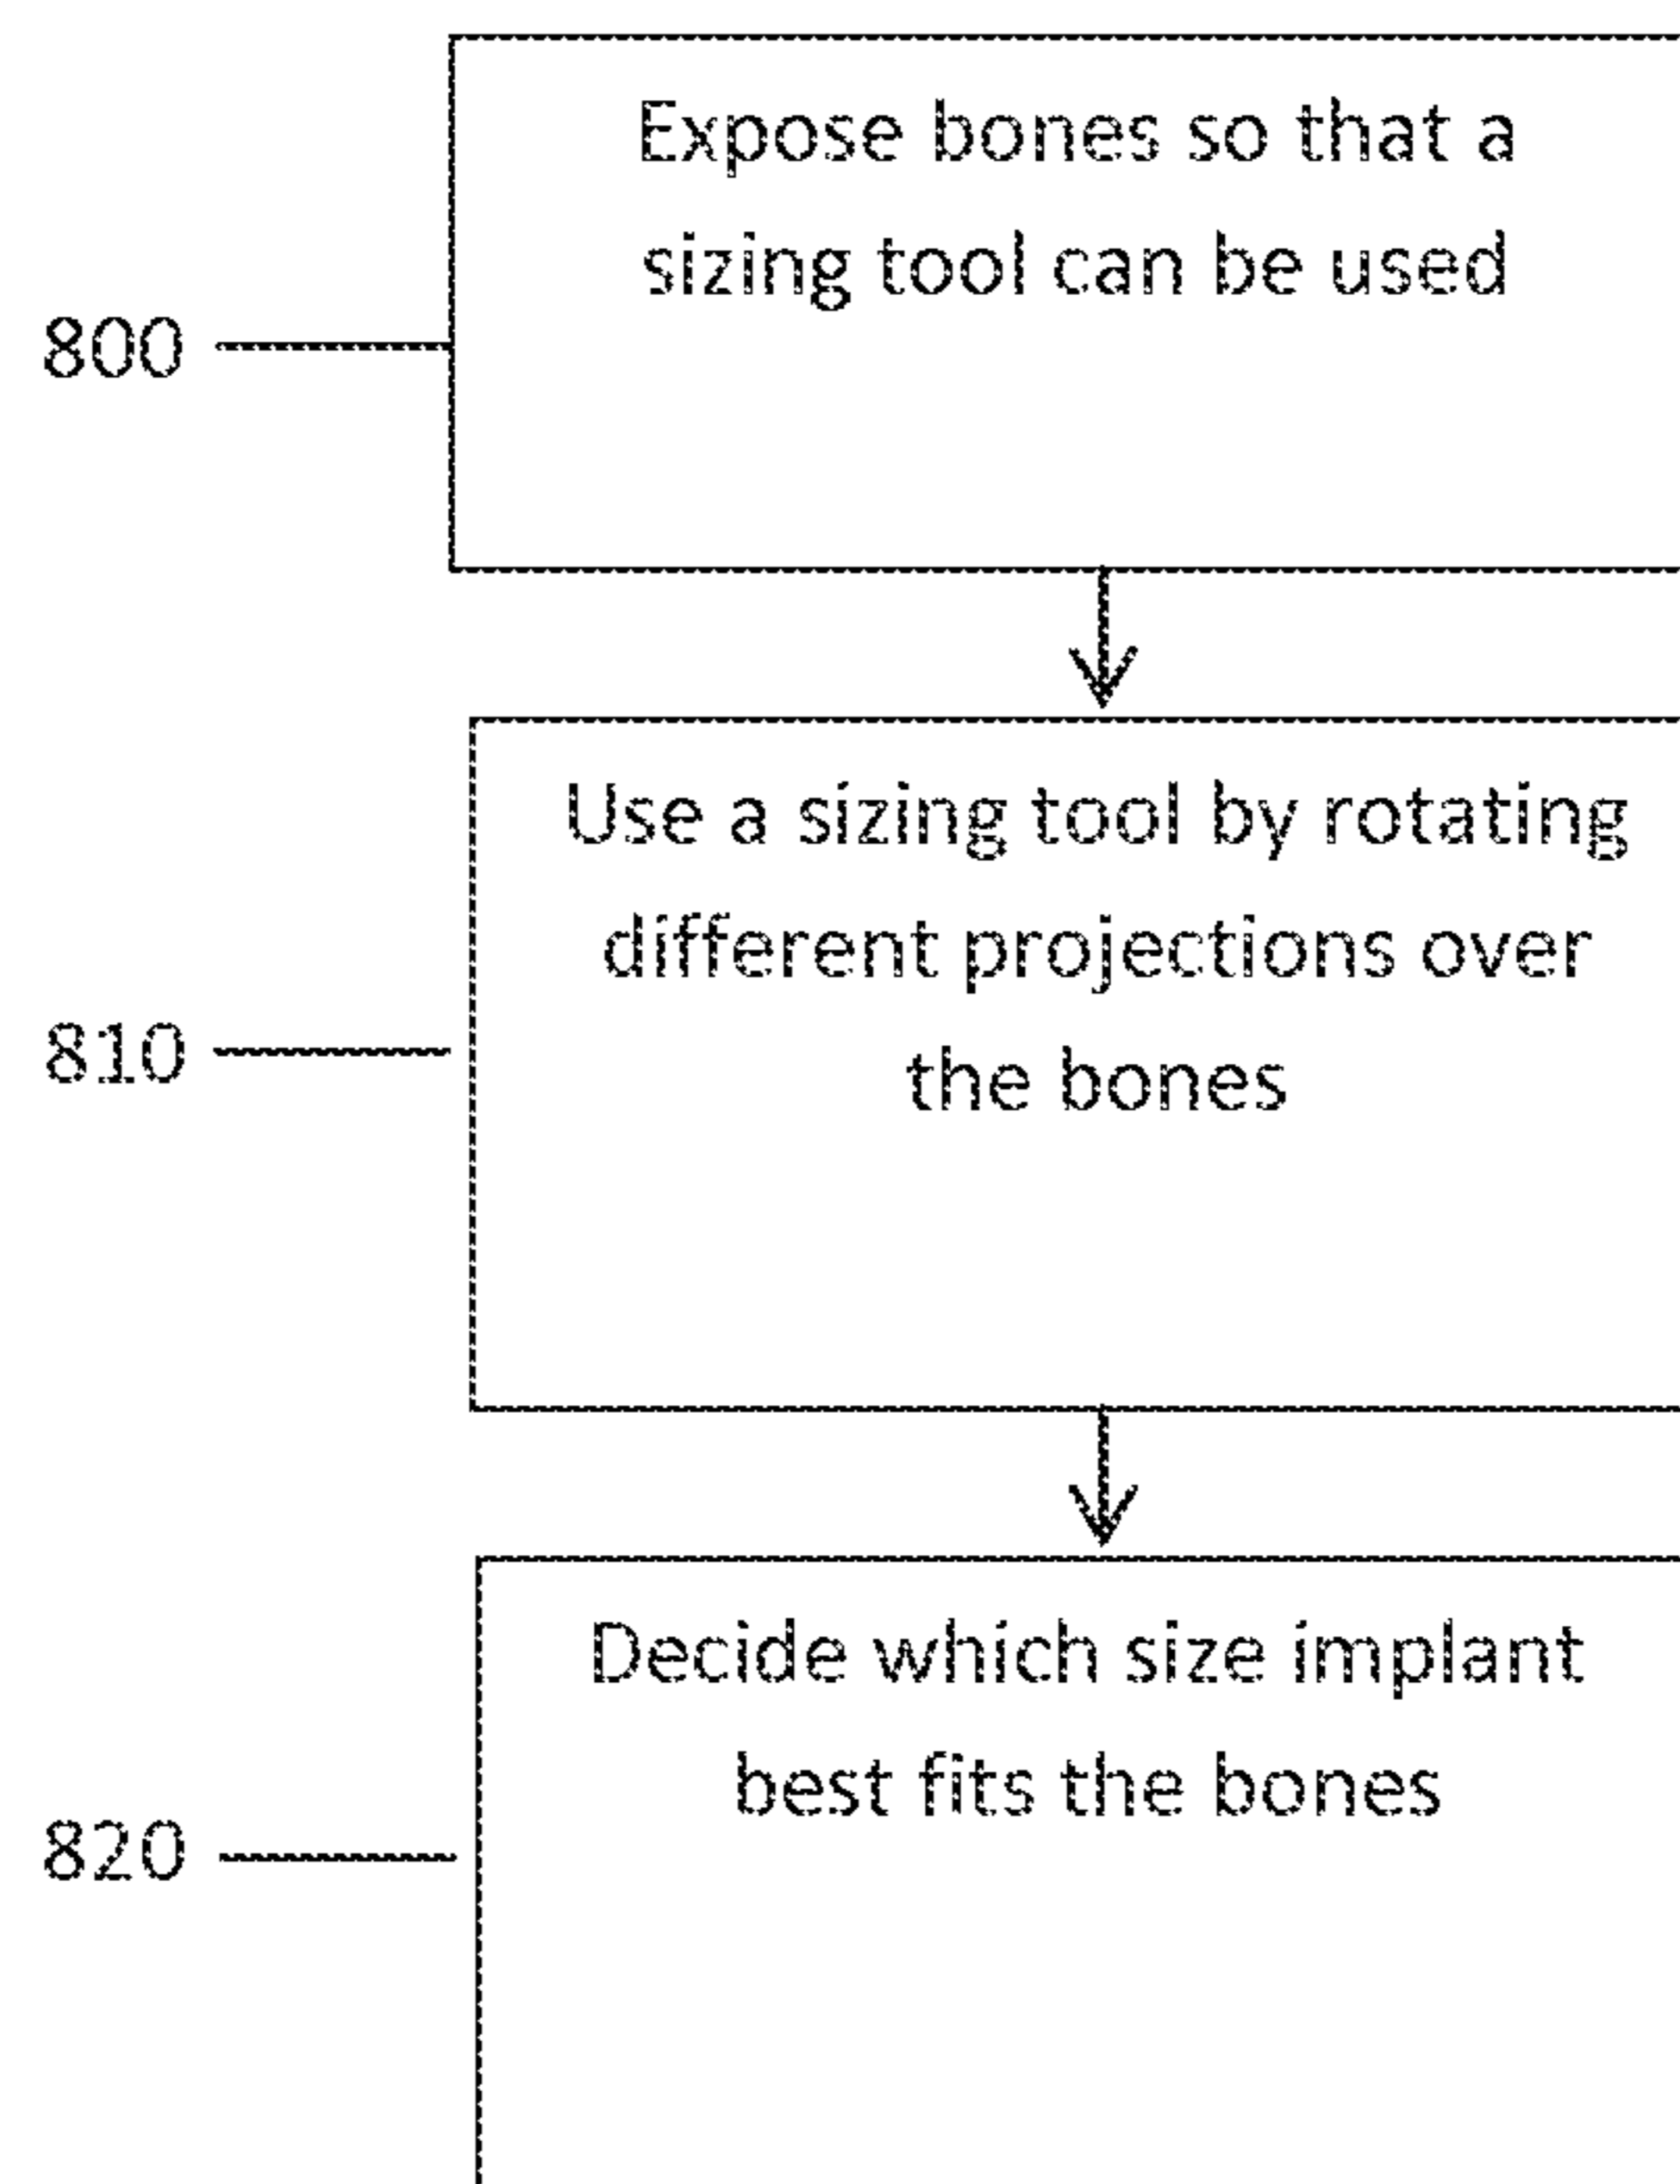 Expose bones so that a
sizing tool can be used
800
Use a sizing tool by rotating
different projections over
the bones
810
Decide which size implant
best fits the bones
820